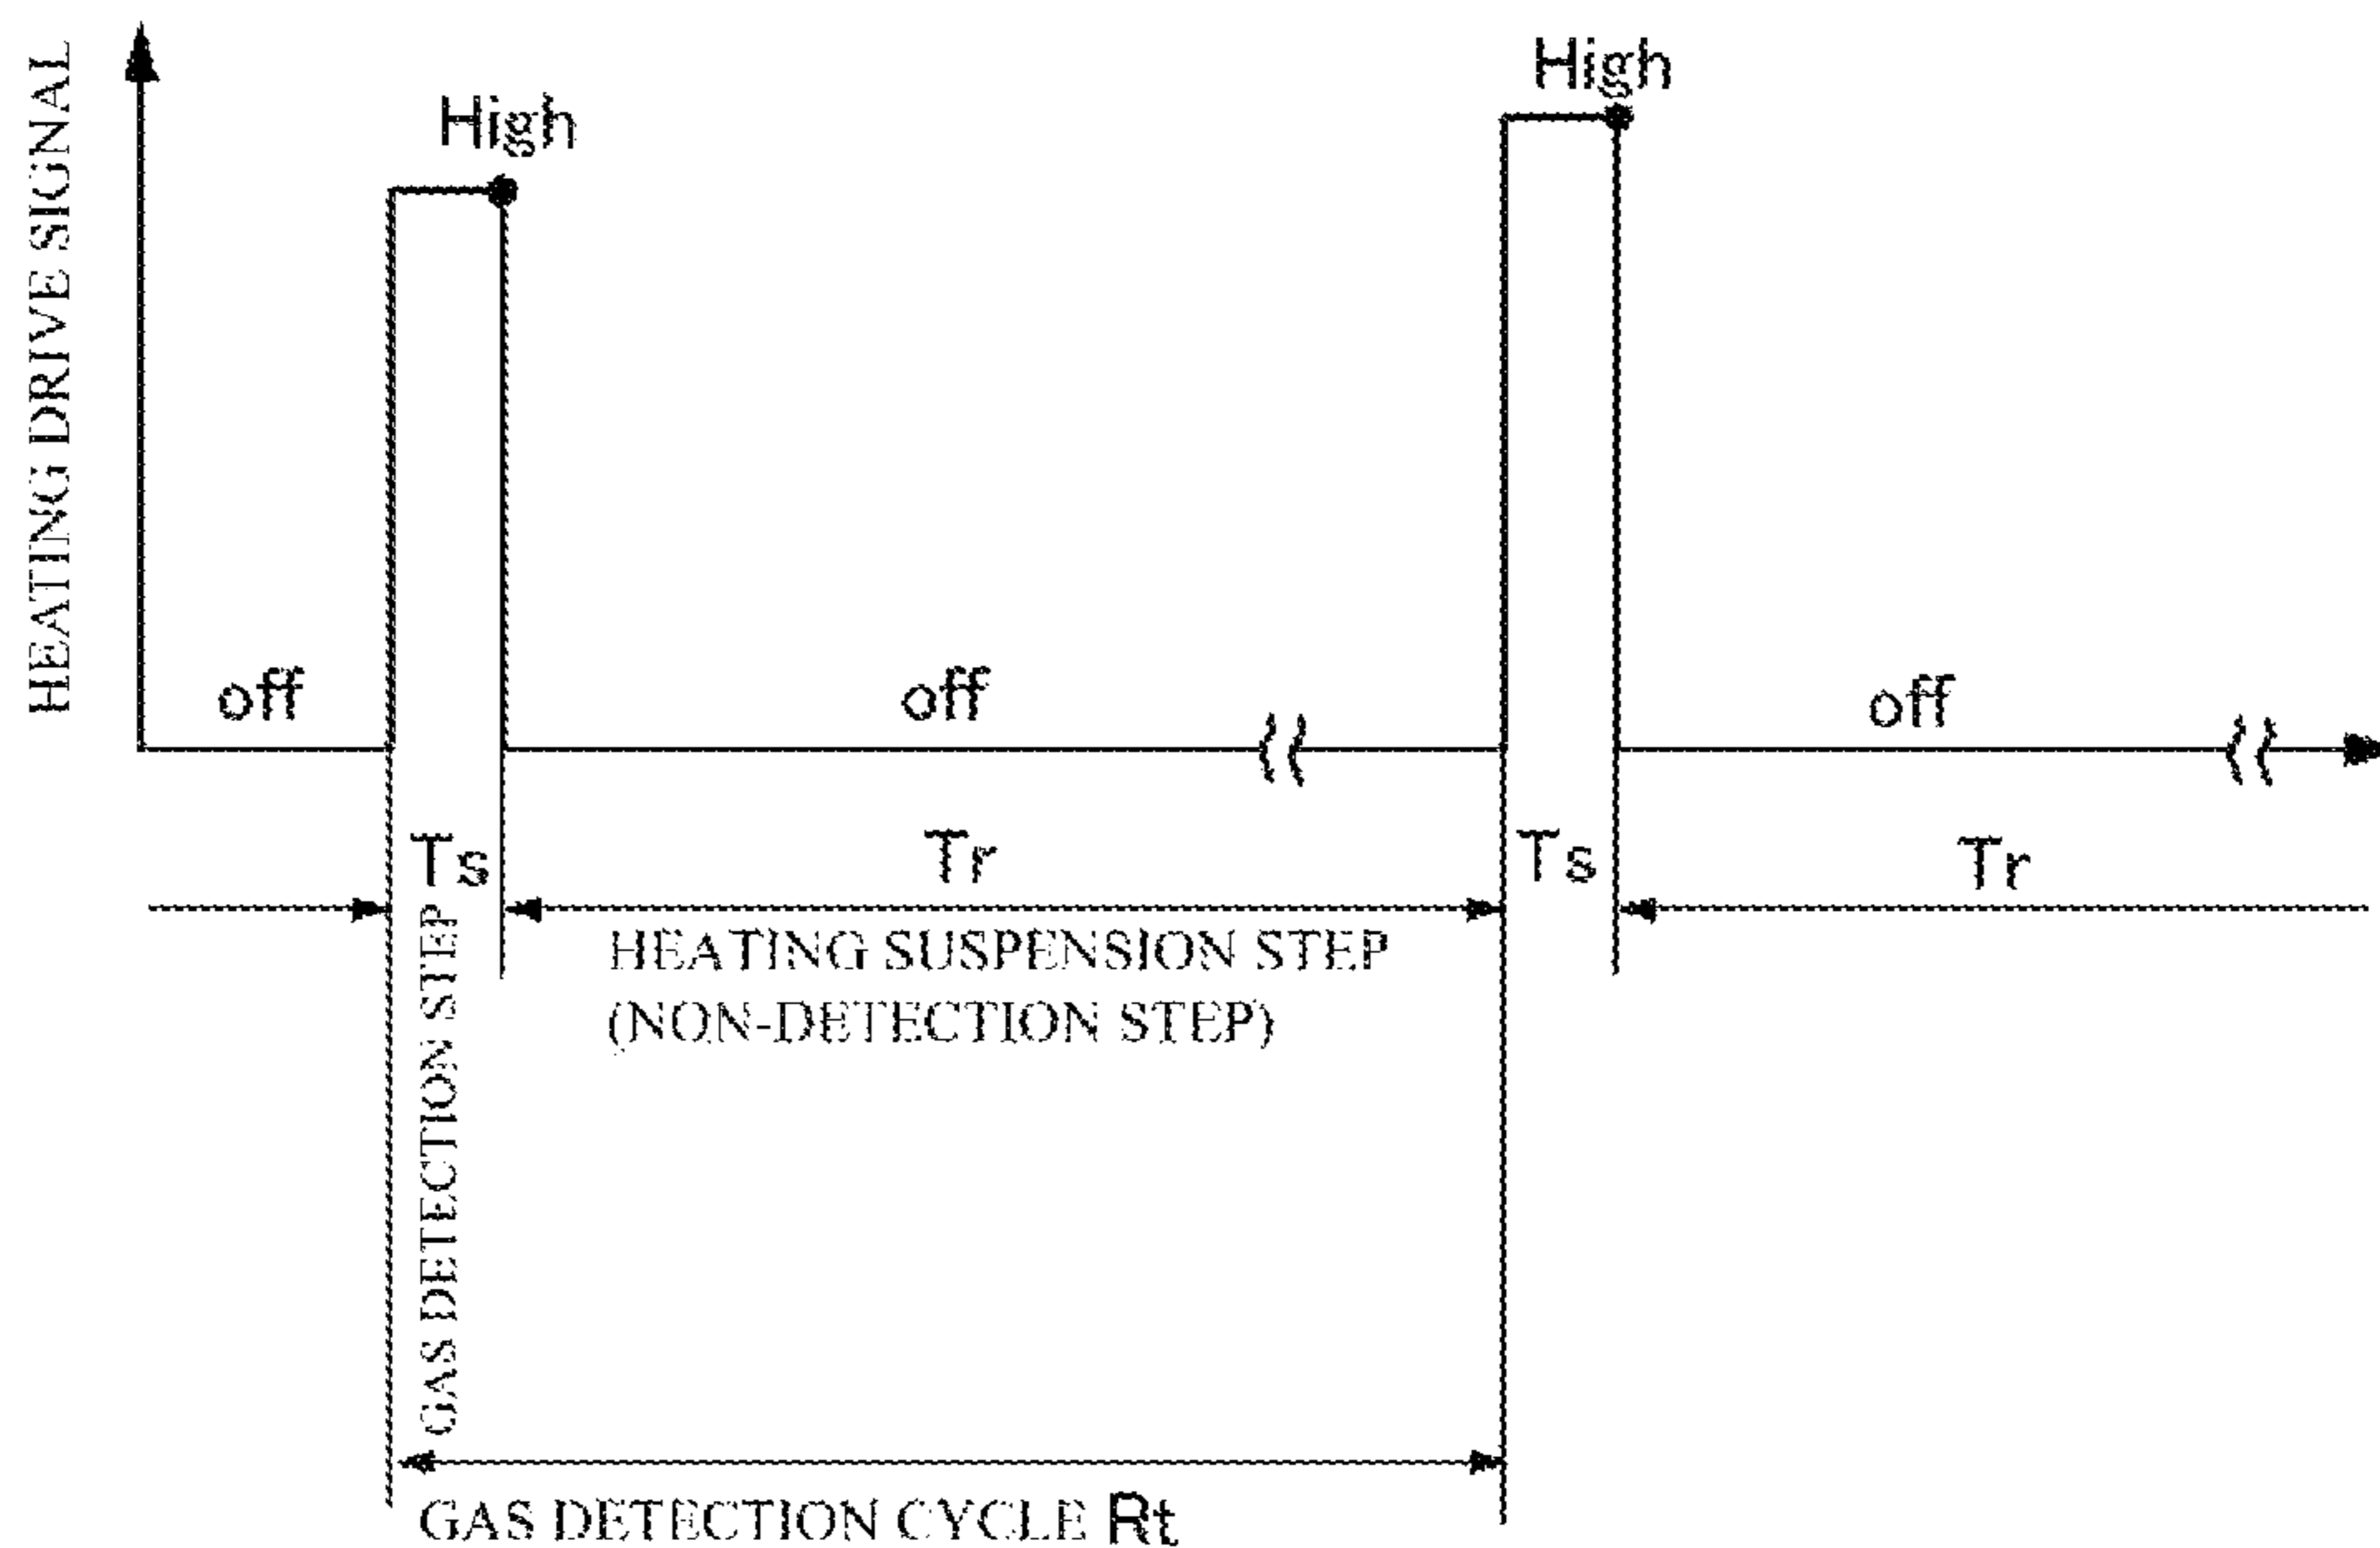 HEATING DRIVE SIGNAL
High
High
off
off
off
Ts
Tr
Ts
Tr
GAS DETECTION STEP
HEATING SUSPENSION STEP
(NON-DETECTION STEP)
GAS DETECTION CYCLE Rt